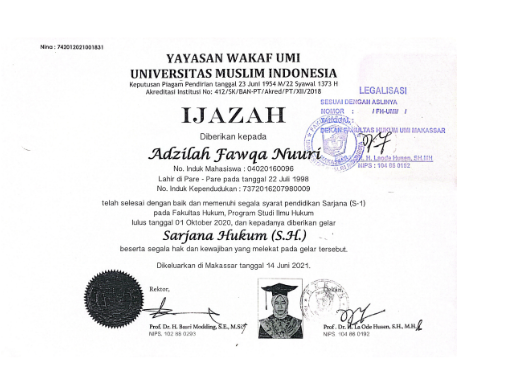 Nina : 742012021001831
YAYASAN WAKAF UMI
UNIVERSITAS MUSLIM INDONESIA
Keputusan Piagam Pendirian tanggal 23 Juni 1954 M/22 Syawal 1373 H
Akreditasi Institusi No: 412/SK/BAN-PT/Akred/PT/XII/2018
IJAZAH
Diberikan kepada
Adzilah Fawqa Nuuri
No. Induk Mahasiswa : 04020160096
Lahir di Pare - Pare pada tanggal 22 Juli 1998
No. Induk Kependudukan : 7372016207980009
telah selesai dengan baik dan memenuhi segala syarat pendidikan Sarjana (S-1)
pada Fakultas Hukum, Program Studi Ilmu Hukum
lulus tanggal 01 Oktober 2020, dan kepadanya diberikan gelar
Sarjana Hukum (S.H.)
beserta segala hak dan kewajiban yang melekat pada gelar tersebut.
Dikeluarkan di Makassar tanggal 14 Juni 2021.
LEGALISASI
SESUAI DENGAN ASLINYA
NOMOR : / FH-UMI /
TANGGAL :
DEKAN FAKULTAS HUKUM UMI MAKASSAR
H. Laode Husen, SH.MH
NIPS : 104 86 0192
Rektor,
Prof. Dr. H. Basri Modding, S.E., M.Si
NIPS. 102 86 0293
Dekan,
Prof. Dr. H. La Ode Husen, S.H., M.H.
NIPS. 104 86 0192